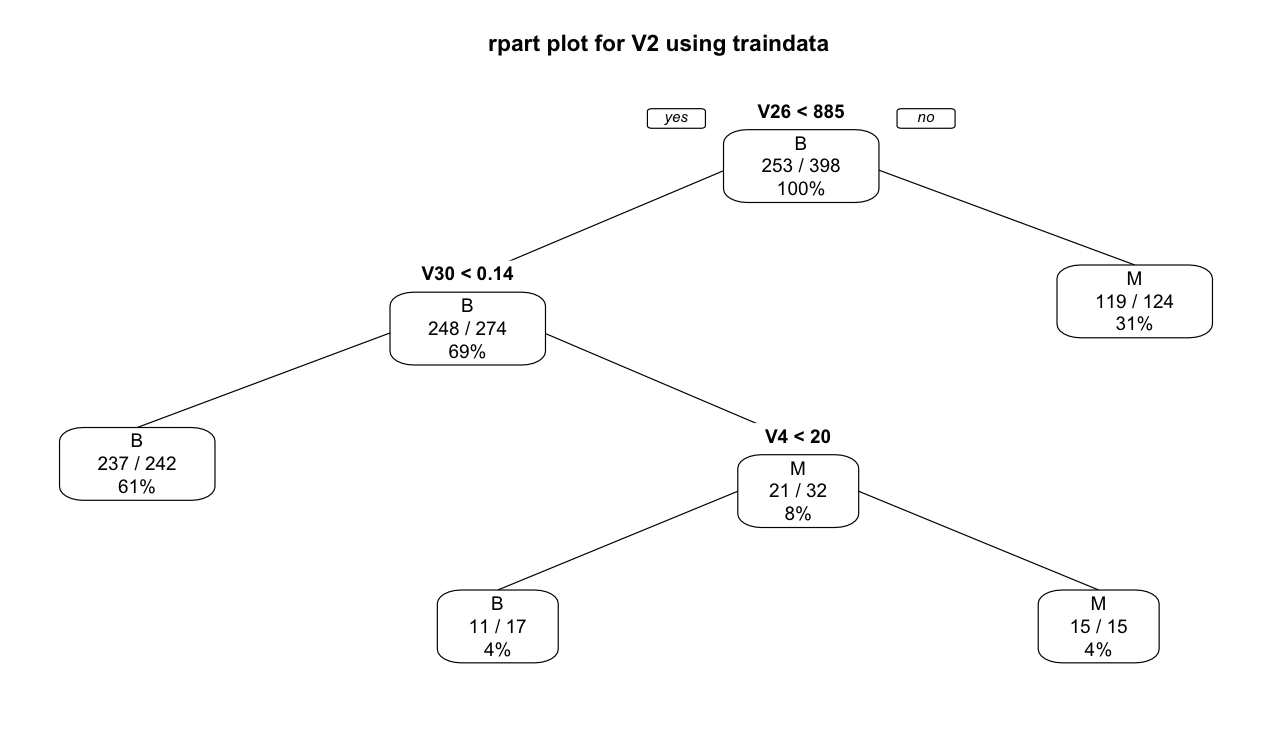 rpart plot for V2 using traindata
yes
V26 < 885
no
B
253 / 398
100%
V30 < 0.14
B
248 / 274
69%
M
119 / 124
31%
B
237 / 242
61%
V4 < 20
M
21 / 32
8%
B
11 / 17
4%
M
15 / 15
4%